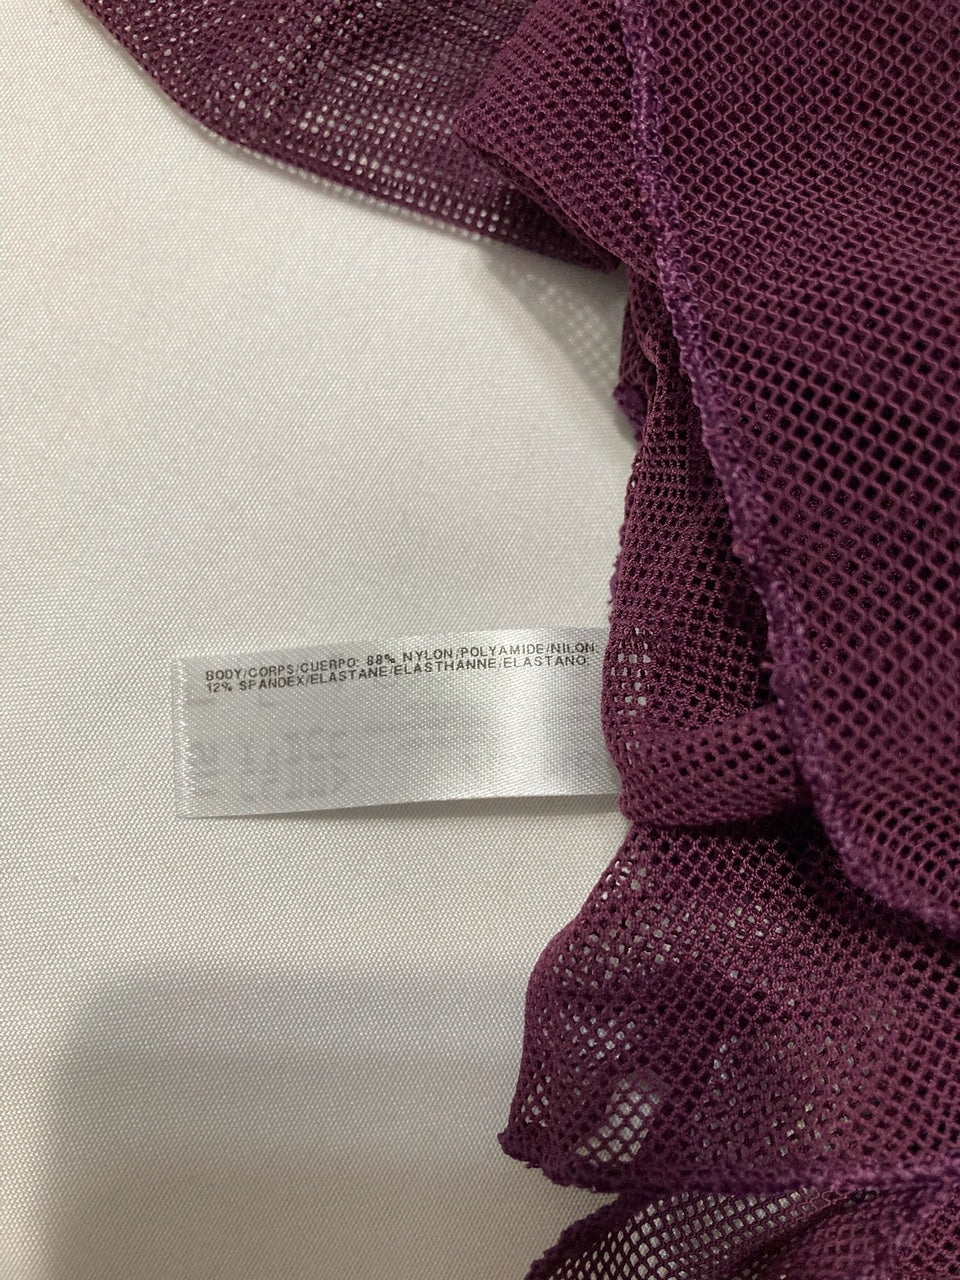 BODY/CORPS/CUERPO: 88% NYLON/POLYAMIDE/NILON;
12% SPANDEX/ELASTANE/ELASTHANNE/ELASTANO;